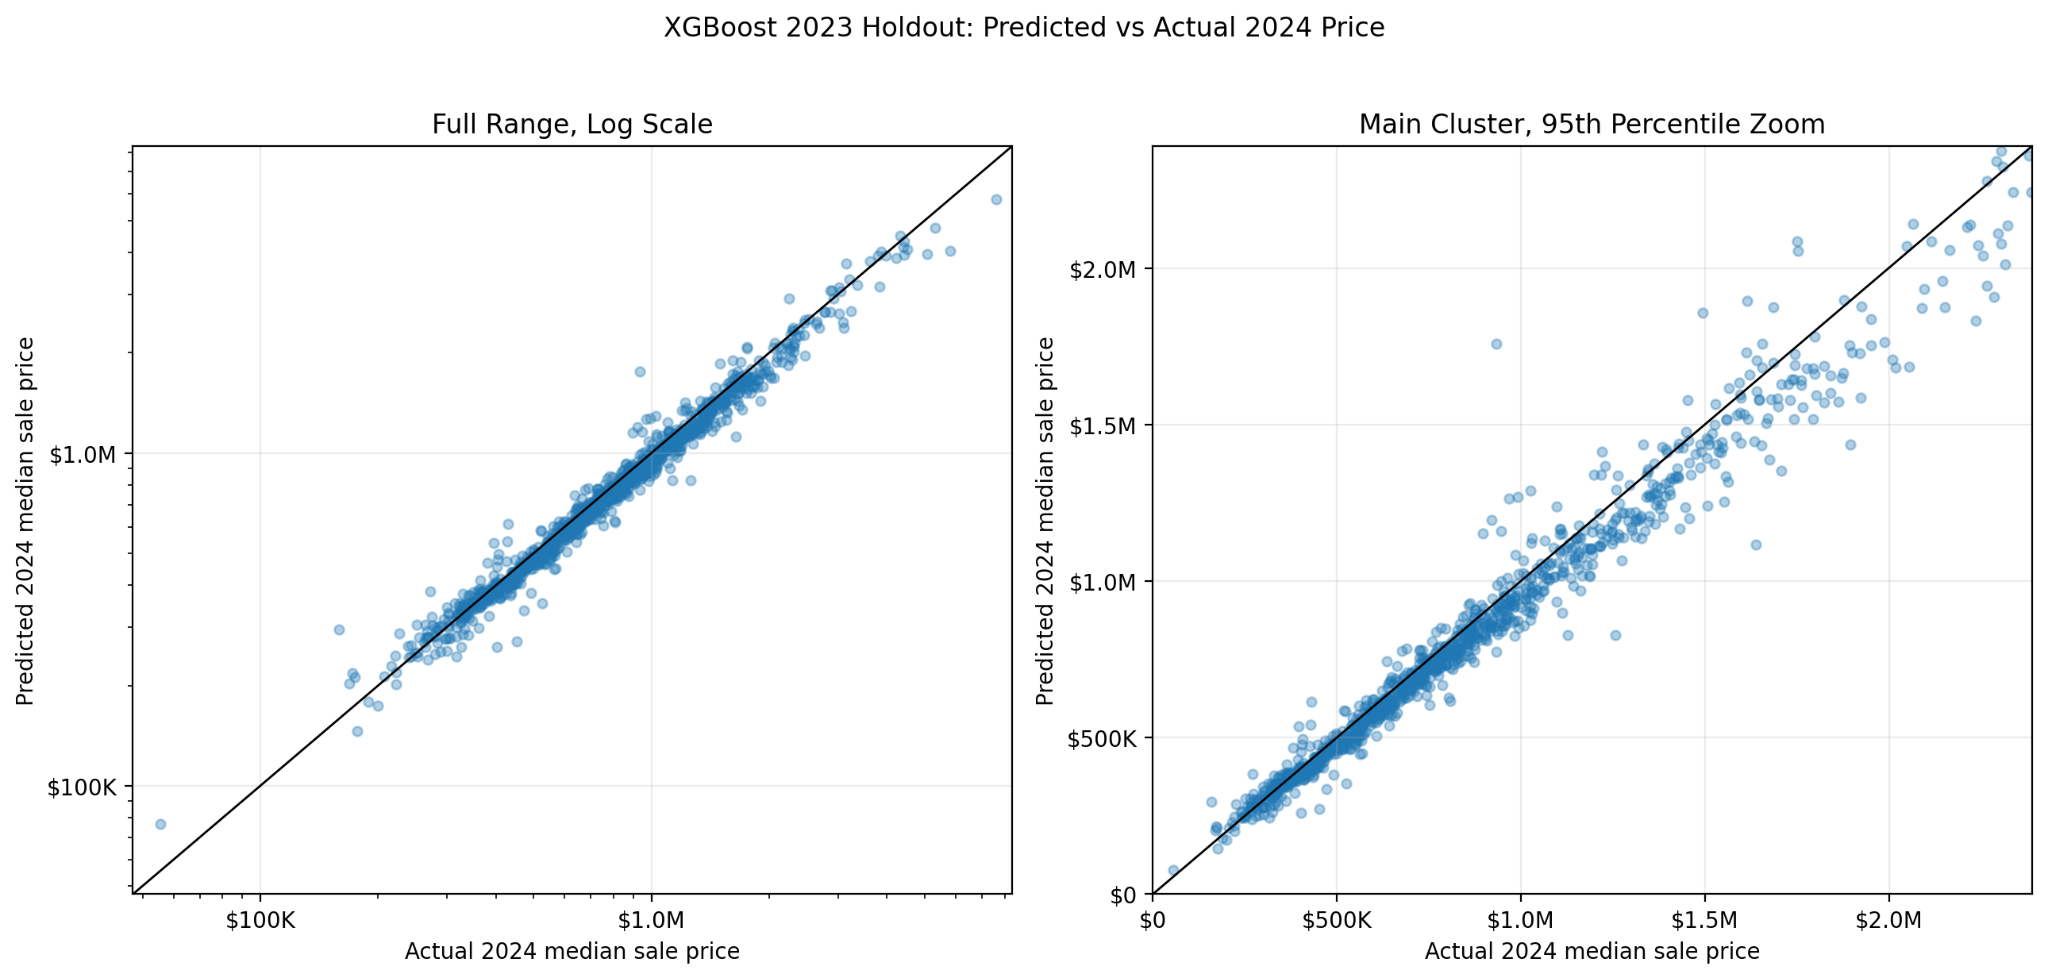 XGBoost 2023 Holdout: Predicted vs Actual 2024 Price
Full Range, Log Scale
Predicted 2024 median sale price
$1.0M
$100K
$100K
$1.0M
Actual 2024 median sale price
Main Cluster, 95th Percentile Zoom
Predicted 2024 median sale price
$2.0M
$1.5M
$1.0M
$500K
$0
$0
$500K
$1.0M
$1.5M
$2.0M
Actual 2024 median sale price